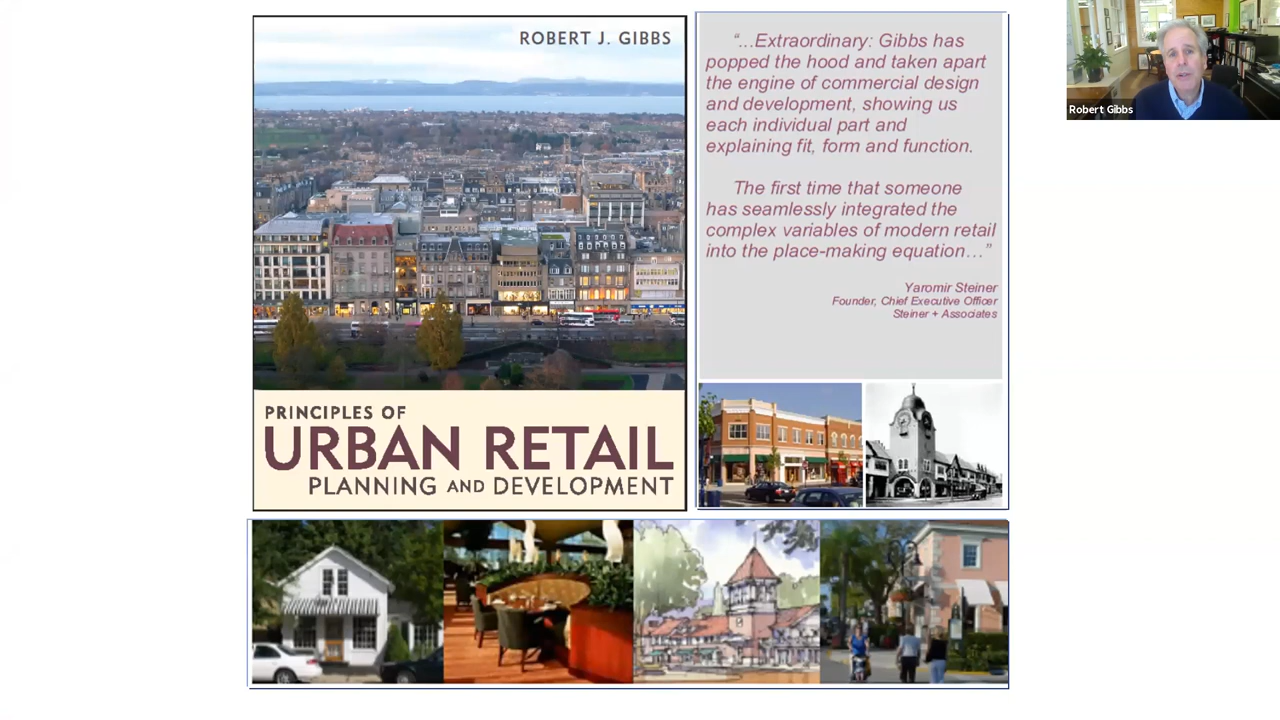 ROBERT J. GIBBS
PRINCIPLES OF
URBAN RETAIL
PLANNING AND DEVELOPMENT
“...Extraordinary: Gibbs has
popped the hood and taken apart
the engine of commercial design
and development, showing us
each individual part and
explaining fit, form and function.
The first time that someone
has seamlessly integrated the
complex variables of modern retail
into the place-making equation…”
Yaromir Steiner
Founder, Chief Executive Officer
Steiner + Associates
Robert Gibbs